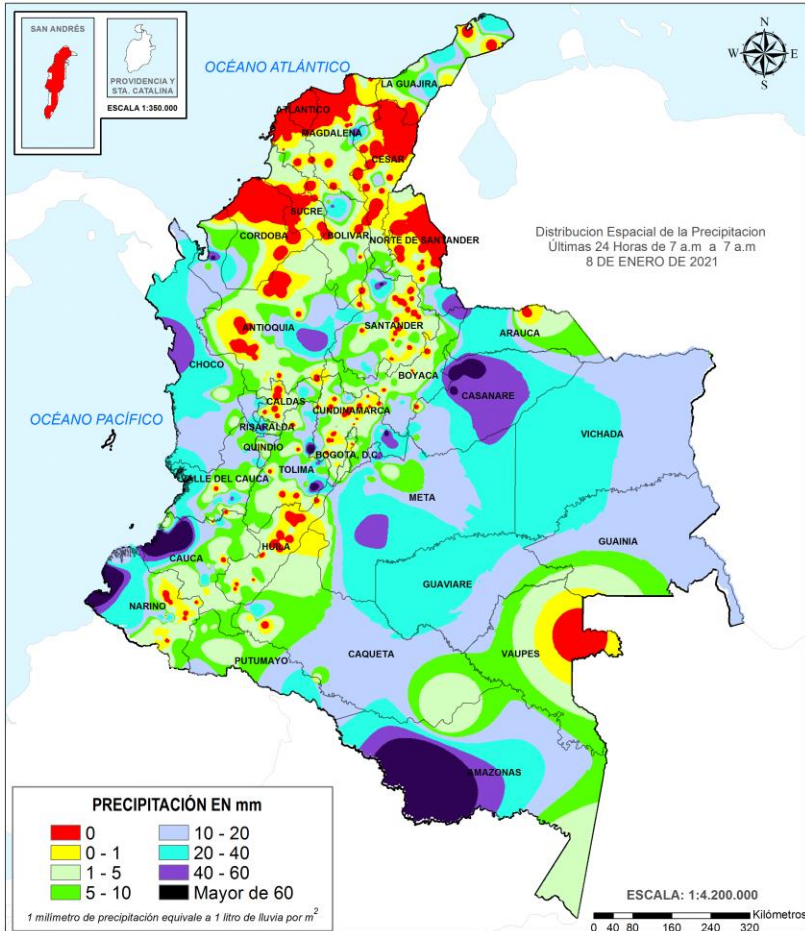 SAN ANDRÉS
PROVIDENCIA Y
STA. CATALINA
ESCALA 1:350.000
OCÉANO ATLÁNTICO
N
W
E
S
LA GUAJIRA
ATLANTICO
MAGDALENA
CESAR
SUCRE
CORDOBA
BOLIVAR
NORTE DE SANTANDER
Distribucion Espacial de la Precipitacion
Últimas 24 Horas de 7 a.m a 7 a.m
8 DE ENERO DE 2021
ANTIOQUIA
SANTANDER
ARAUCA
CHOCO
BOYACA
CASANARE
OCÉANO PACÍFICO
CALDAS
CUNDINAMARCA
RISARALDA
VICHADA
QUINDIO
BOGOTA, D.C.
TOLIMA
VALLE DEL CAUCA
META
GUAINIA
CAUCA
HUILA
GUAVIARE
NARINO
VAUPES
PUTUMAYO
CAQUETA
AMAZONAS
PRECIPITACIÓN EN mm
0
0 - 1
1 - 5
5 - 10
10 - 20
20 - 40
40 - 60
Mayor de 60
1 milímetro de precipitación equivale a 1 litro de lluvia por m2
ESCALA: 1:4.200.000
Kilómetros
0 40 80 160 240 320